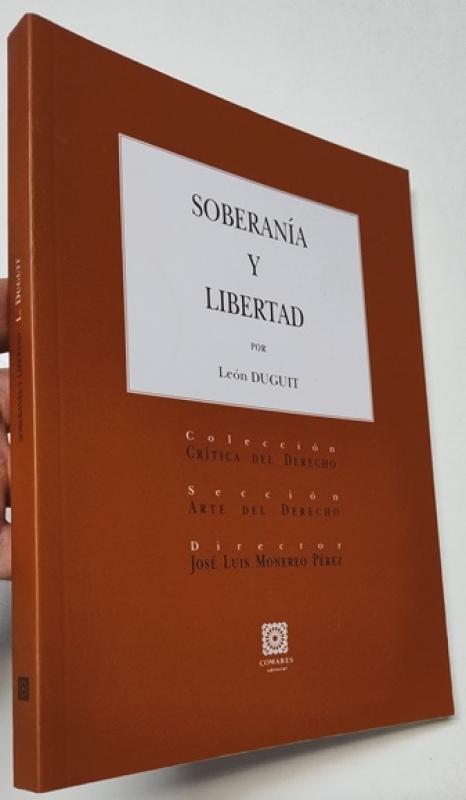 SOBERANÍA
Y
LIBERTAD
POR
León DUGUIT
Colección
CRÍTICA DEL DERECHO
Sección
ARTE DEL DERECHO
Director
JOSÉ LUIS MONEREO PÉREZ
COMARES
editorial
SOBERANÍA Y LIBERTAD L. DUGUIT